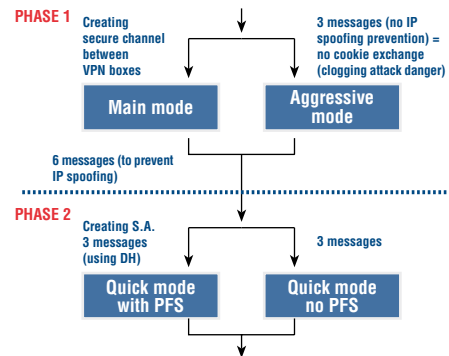 PHASE 1
Creating
secure channel
between
VPN boxes
3 messages (no IP
spoofing prevention) =
no cookie exchange
(clogging attack danger)
Main mode
Aggressive
mode
6 messages (to prevent
IP spoofing)
PHASE 2
Creating S.A.
3 messages
(using DH)
3 messages
Quick mode
with PFS
Quick mode
no PFS